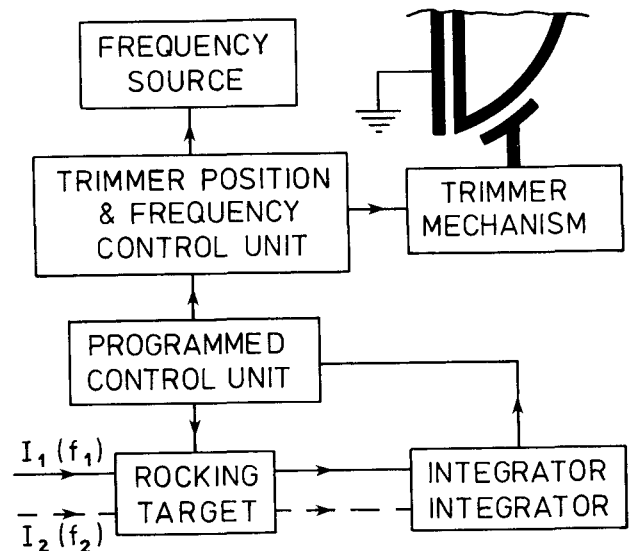 FREQUENCY
SOURCE
TRIMMER POSITION
& FREQUENCY
CONTROL UNIT
TRIMMER
MECHANISM
PROGRAMMED
CONTROL UNIT
I₁ (f₁)
ROCKING
TARGET
I₂ (f₂)
INTEGRATOR
INTEGRATOR